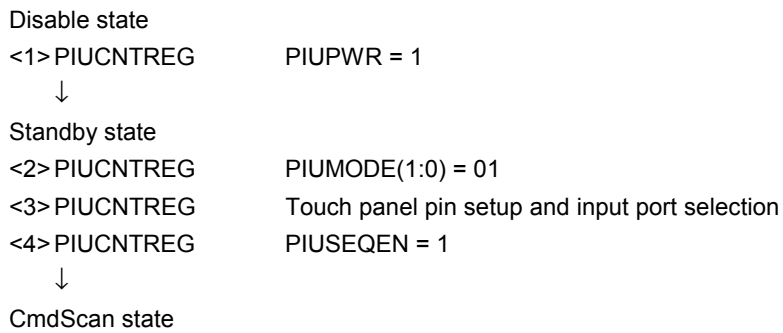 Disable state
<1> PIUCNTREG PIUPWR = 1
↓
Standby state
<2> PIUCNTREG PIUMODE(1:0) = 01
<3> PIUCNTREG Touch panel pin setup and input port selection
<4> PIUCNTREG PIUSEQEN = 1
↓
CmdScan state